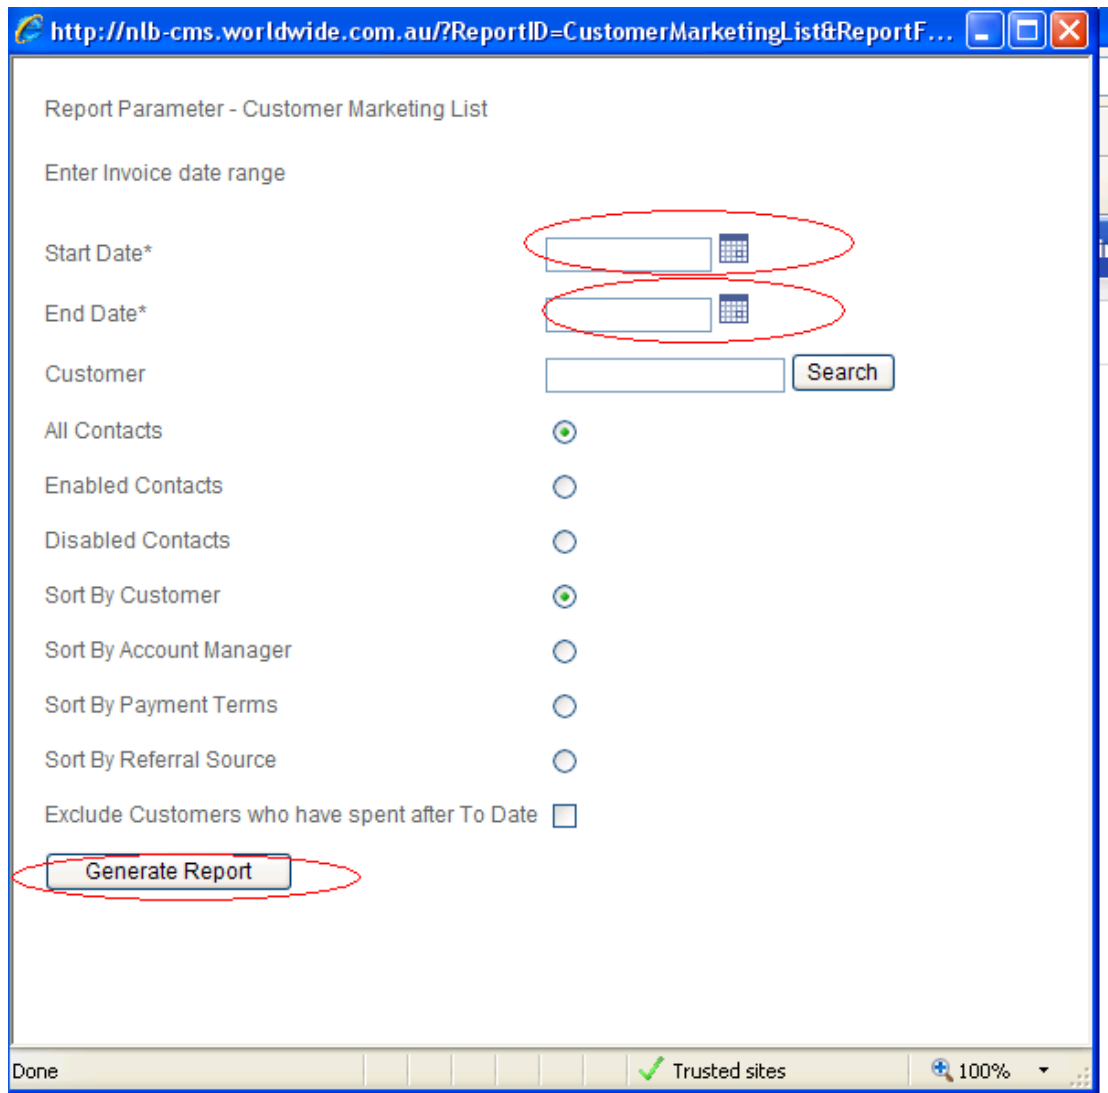 http://nlb-cms.worldwide.com.au/?ReportID=CustomerMarketingList&ReportF...
Report Parameter - Customer Marketing List
Enter Invoice date range
Start Date*
End Date*
Customer Search
All Contacts
Enabled Contacts
Disabled Contacts
Sort By Customer
Sort By Account Manager
Sort By Payment Terms
Sort By Referral Source
Exclude Customers who have spent after To Date
Generate Report
Done Trusted sites 100%